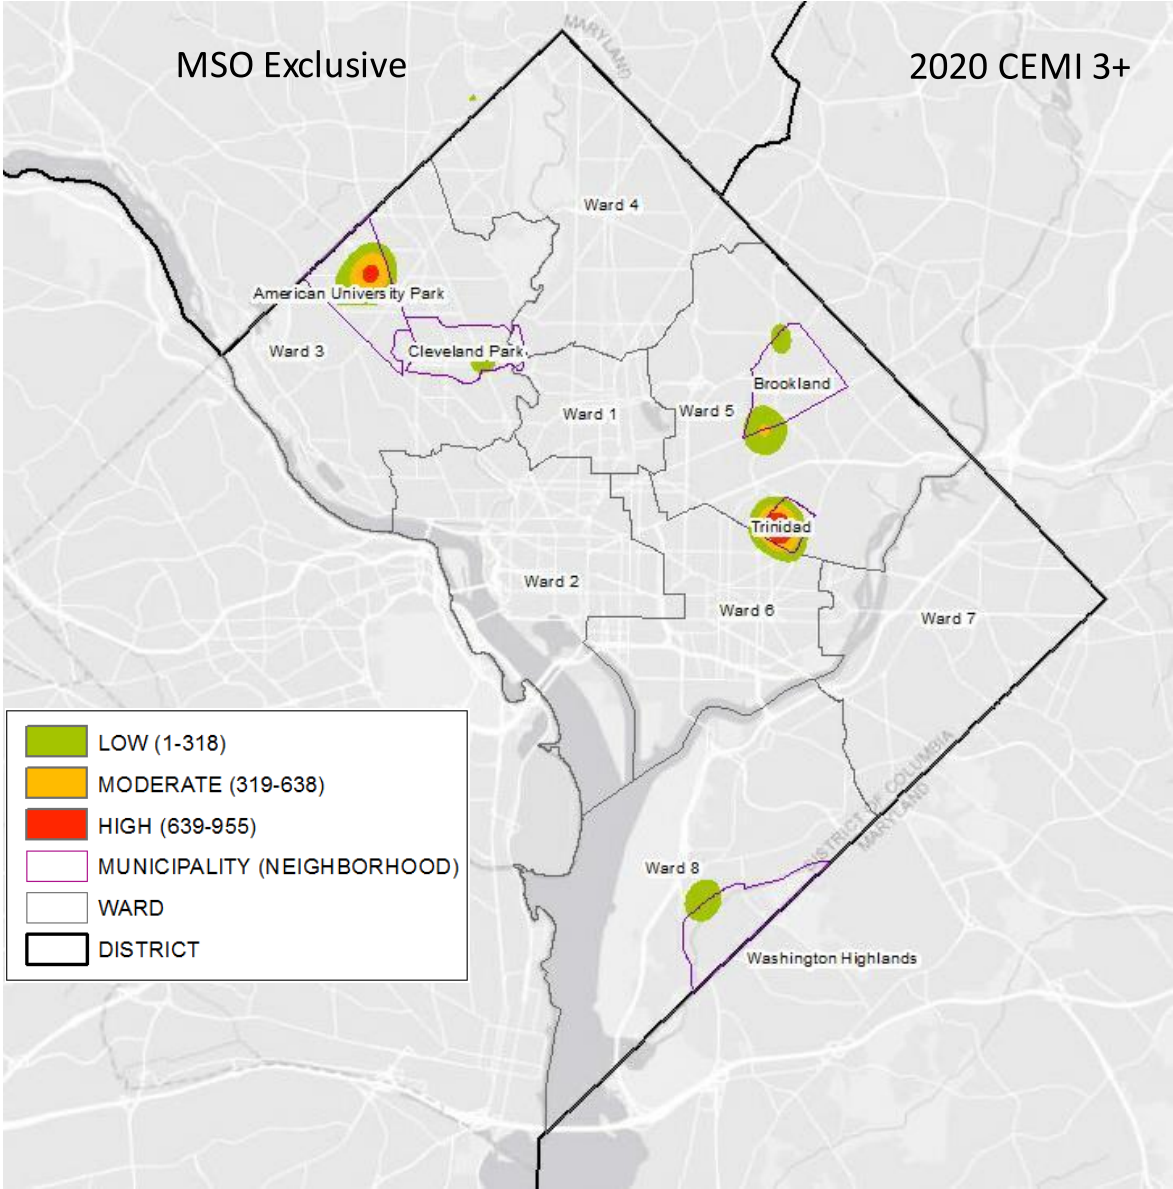 MSO Exclusive
2020 CEMI 3+
MARYLAND
Ward 4
American University Park
Ward 3
Cleveland Park
Brookland
Ward 1
Ward 5
Trinidad
Ward 2
Ward 6
Ward 7
LOW (1-318)
MODERATE (319-638)
HIGH (639-955)
MUNICIPALITY (NEIGHBORHOOD)
WARD
DISTRICT
DISTRICT OF COLUMBIA
MARYLAND
Ward 8
Washington Highlands